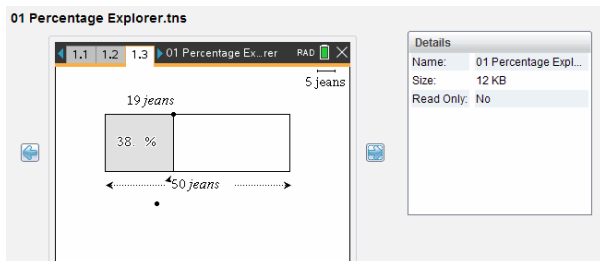 01 Percentage Explorer.tns
1.1 1.2 1.3 01 Percentage Ex...rer RAD
5 jeans
19 jeans
38. %
50 jeans
Details
Name: 01 Percentage Expl...
Size: 12 KB
Read Only: No